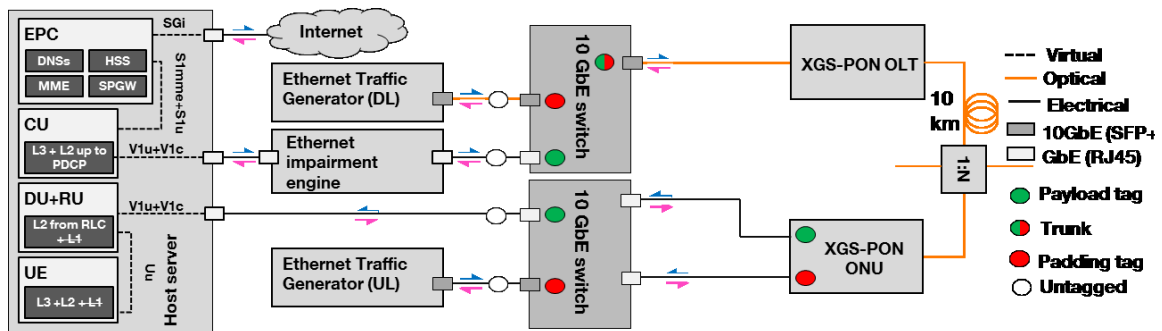 EPC
DNSs
HSS
MME
SPGW
SGi
S1mme+S1u
CU
L3 + L2 up to
PDCP
V1u+V1c
DU+RU
L2 from RLC
+ L1
V1u+V1c
Uu
UE
L3 +L2 + L1
Host server
Internet
Ethernet Traffic
Generator (DL)
Ethernet
impairment
engine
Ethernet Traffic
Generator (UL)
10 GbE switch
10 GbE switch
XGS-PON OLT
10
km
1:N
XGS-PON
ONU
Virtual
Optical
Electrical
10GbE (SFP+
GbE (RJ45)
Payload tag
Trunk
Padding tag
Untagged